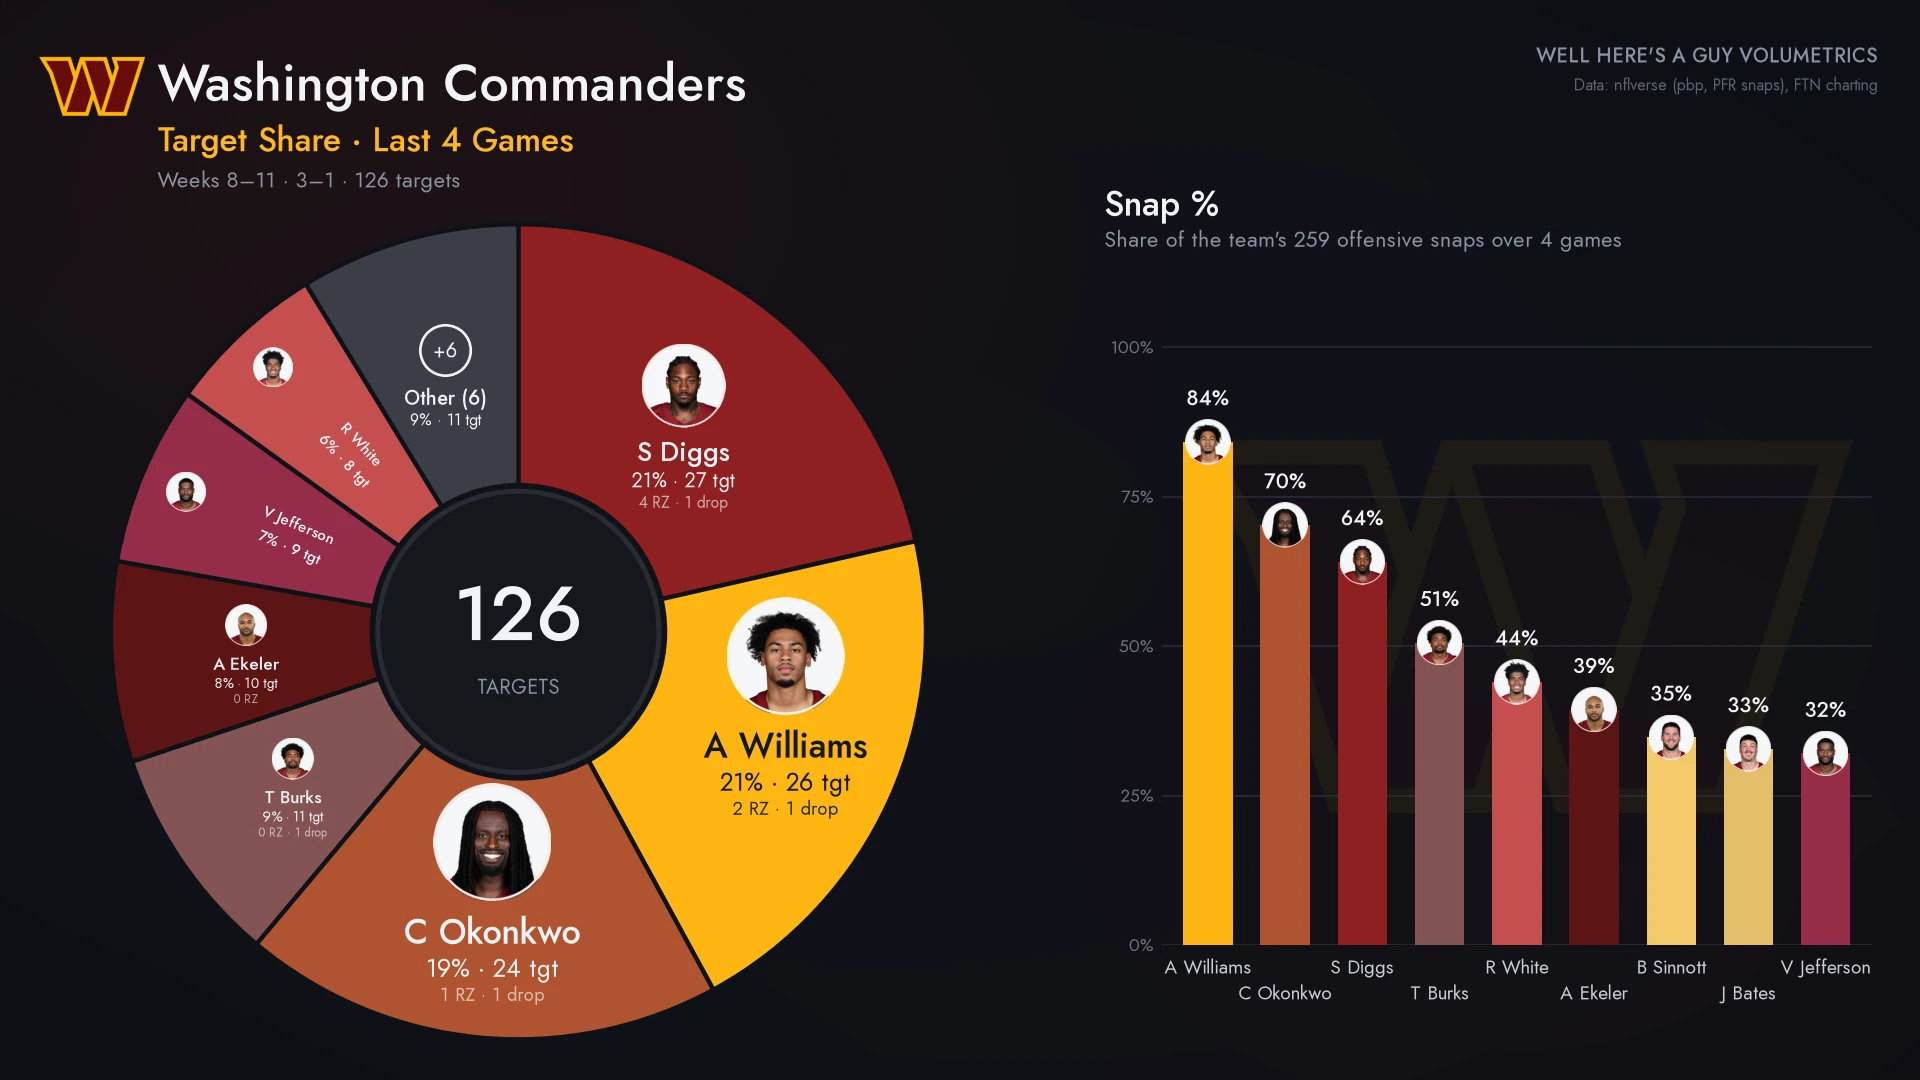 Washington Commanders
Target Share · Last 4 Games
Weeks 8–11 · 3–1 · 126 targets
WELL HERE'S A GUY VOLUMETRICS
Data: nflverse (pbp, PFR snaps), FTN charting
+6
Other (6)
9% · 11 tgt
S Diggs
21% · 27 tgt
4 RZ · 1 drop
R White
6% · 8 tgt
V Jefferson
7% · 9 tgt
A Ekeler
8% · 10 tgt
0 RZ
126
TARGETS
A Williams
21% · 26 tgt
2 RZ · 1 drop
T Burks
9% · 11 tgt
0 RZ · 1 drop
C Okonkwo
19% · 24 tgt
1 RZ · 1 drop
Snap %
Share of the team's 259 offensive snaps over 4 games
100%
75%
50%
25%
0%
84%
70%
64%
51%
44%
39%
35%
33%
32%
A Williams
C Okonkwo
S Diggs
T Burks
R White
A Ekeler
B Sinnott
J Bates
V Jefferson